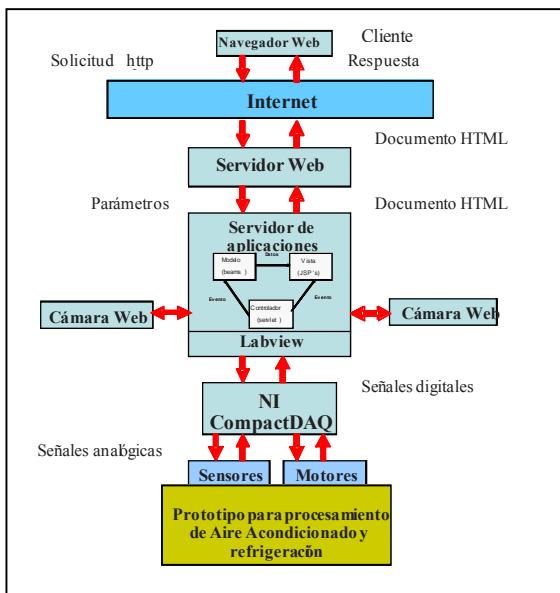 Cliente
Navegador Web
Solicitud http
Respuesta
Internet
Documento HTML
Servidor Web
Parámetros
Documento HTML
Servidor de
aplicaciones
Datos
Modelo
(beams )
Vista
(JSP´s)
Evento
Evento
Controlador
(servlet )
Cámara Web
Cámara Web
Labview
NI
CompactDAQ
Señales digitales
Señales analógicas
Sensores
Motores
Prototipo para procesamiento
de Aire Acondicionado y
refrigeración